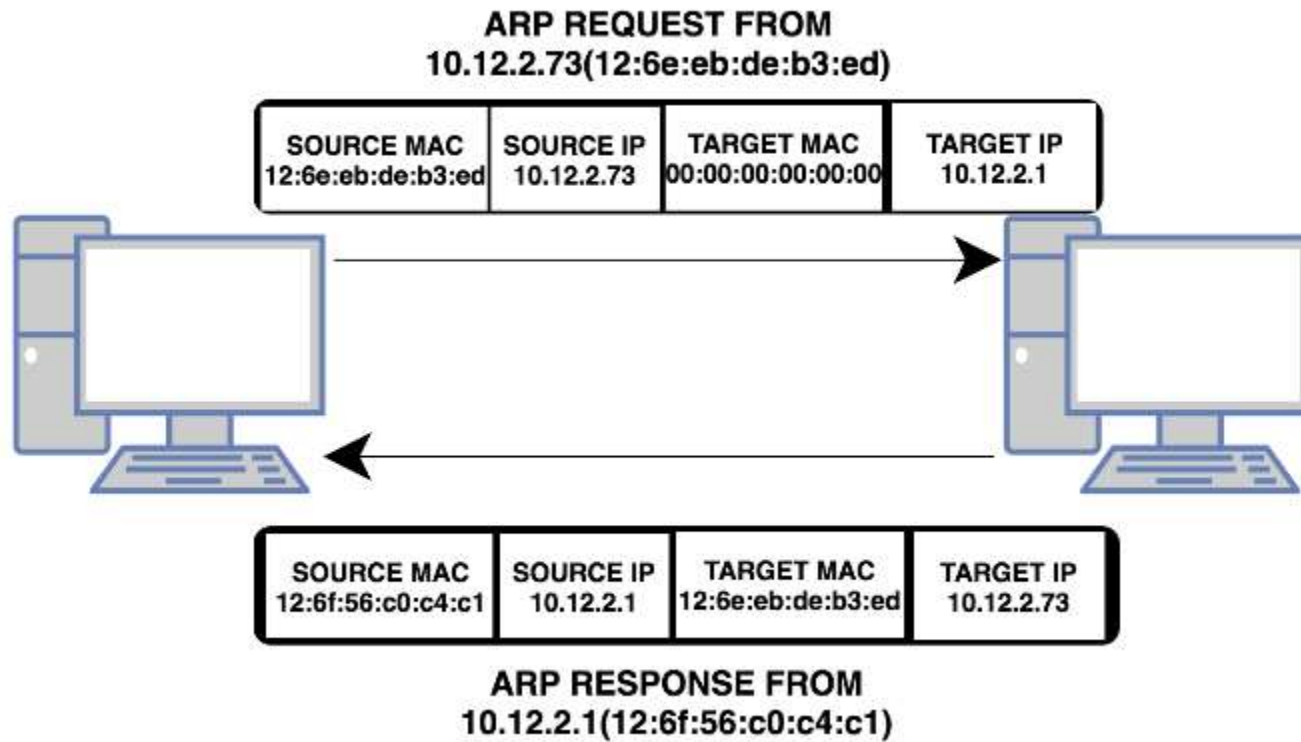 ARP REQUEST FROM
10.12.2.73(12:6e:eb:de:b3:ed)
SOURCE MAC
12:6e:eb:de:b3:ed
SOURCE IP
10.12.2.73
TARGET MAC
00:00:00:00:00:00
TARGET IP
10.12.2.1
SOURCE MAC
12:6f:56:c0:c4:c1
SOURCE IP
10.12.2.1
TARGET MAC
12:6e:eb:de:b3:ed
TARGET IP
10.12.2.73
ARP RESPONSE FROM
10.12.2.1(12:6f:56:c0:c4:c1)